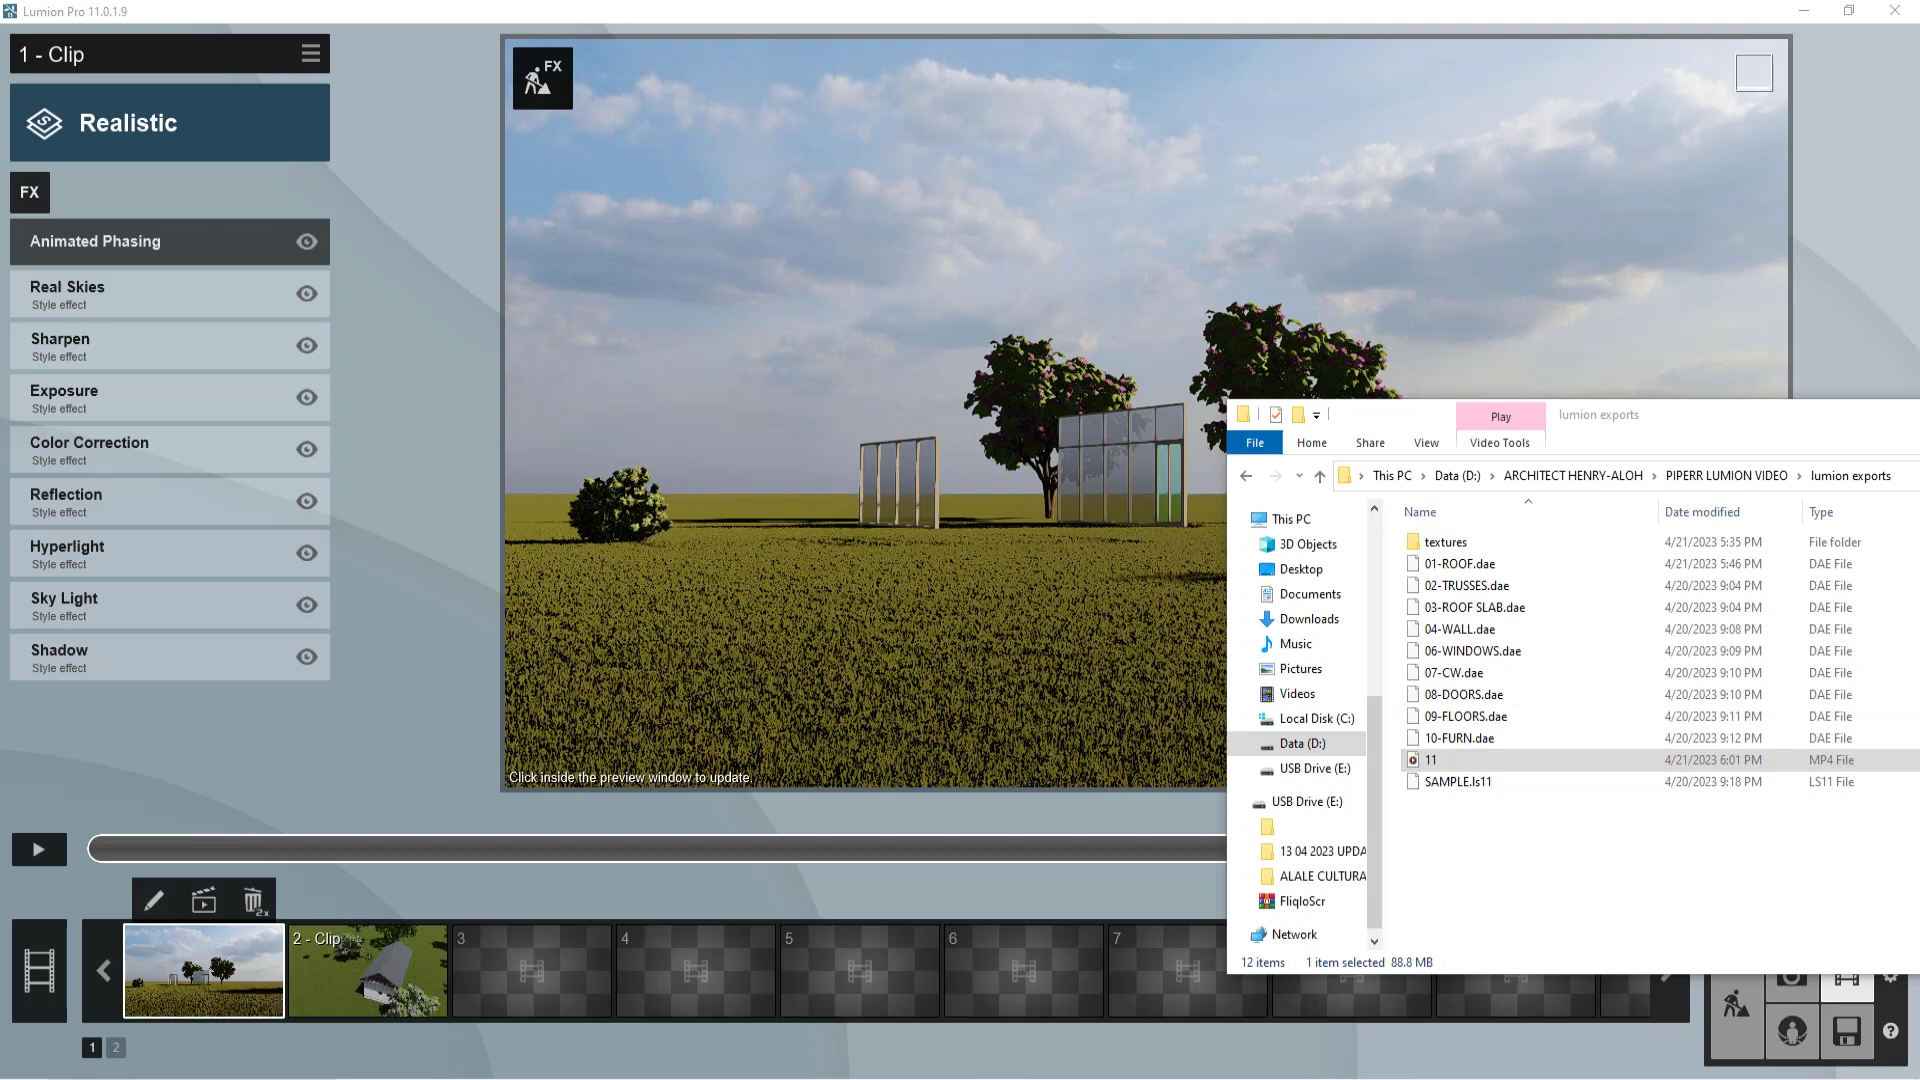 Lumion Pro 11.0.1.9
1 - Clip
Realistic
FX
Animated Phasing
Real Skies
Style effect
Sharpen
Style effect
Exposure
Style effect
Color Correction
Style effect
Reflection
Style effect
Hyperlight
Style effect
Sky Light
Style effect
Shadow
Style effect
FX
Click inside the preview window to update.
2x
2 - Clip
3
4
5
6
7
1
2
Play
lumion exports
File
Home
Share
View
Video Tools
This PC
Data (D:)
ARCHITECT HENRY-ALOH
PIPERR LUMION VIDEO
lumion exports
This PC
3D Objects
Desktop
Documents
Downloads
Music
Pictures
Videos
Local Disk (C:)
Data (D:)
USB Drive (E:)
USB Drive (E:)
13 04 2023 UPDA
ALALE CULTURA
FliqloScr
Network
Name Date modified Type
textures 4/21/2023 5:35 PM File folder
01-ROOF.dae 4/21/2023 5:46 PM DAE File
02-TRUSSES.dae 4/20/2023 9:04 PM DAE File
03-ROOF SLAB.dae 4/20/2023 9:04 PM DAE File
04-WALL.dae 4/20/2023 9:08 PM DAE File
06-WINDOWS.dae 4/20/2023 9:09 PM DAE File
07-CW.dae 4/20/2023 9:10 PM DAE File
08-DOORS.dae 4/20/2023 9:10 PM DAE File
09-FLOORS.dae 4/20/2023 9:11 PM DAE File
10-FURN.dae 4/20/2023 9:12 PM DAE File
11 4/21/2023 6:01 PM MP4 File
SAMPLE.ls11 4/20/2023 9:18 PM LS11 File
12 items 1 item selected 88.8 MB
?